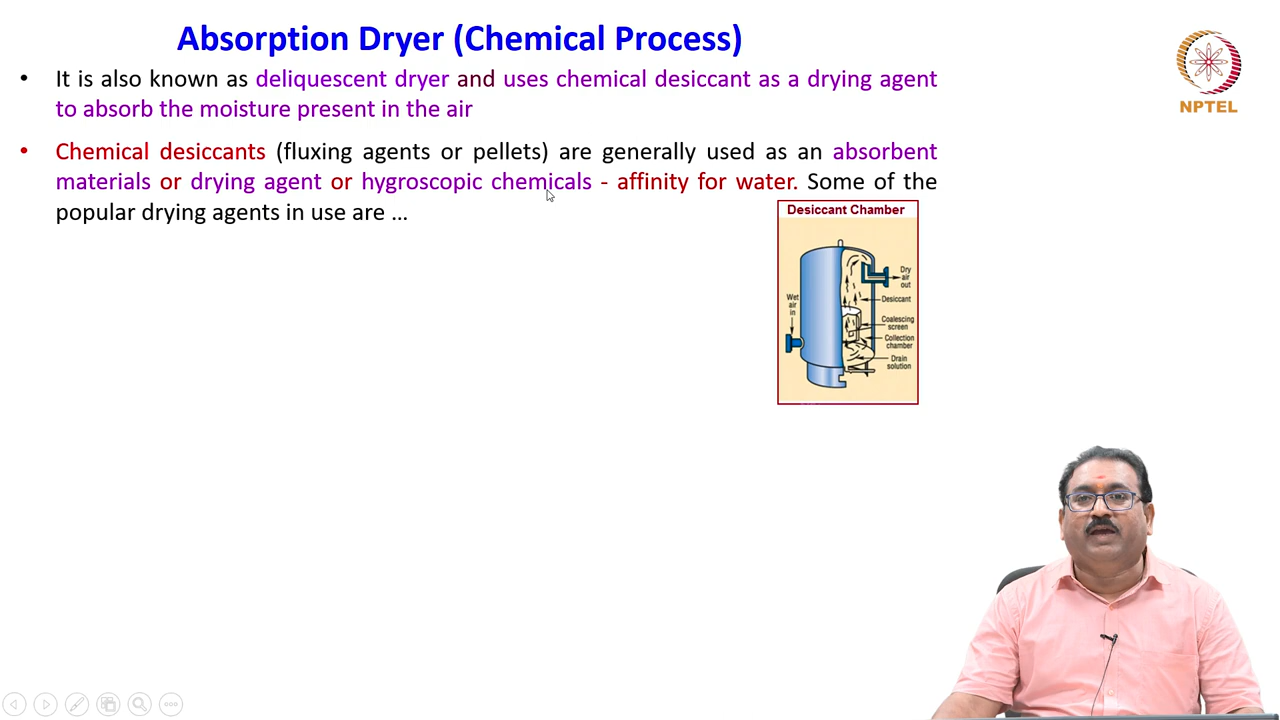 Absorption Dryer (Chemical Process)
• It is also known as deliquescent dryer and uses chemical desiccant as a drying agent
to absorb the moisture present in the air
• Chemical desiccants (fluxing agents or pellets) are generally used as an absorbent
materials or drying agent or hygroscopic chemicals - affinity for water. Some of the
popular drying agents in use are ...
NPTEL
Desiccant Chamber
Dry
air
out
Wet
air
in
Desiccant
Coalescing
screen
Collection
chamber
Drain
solution